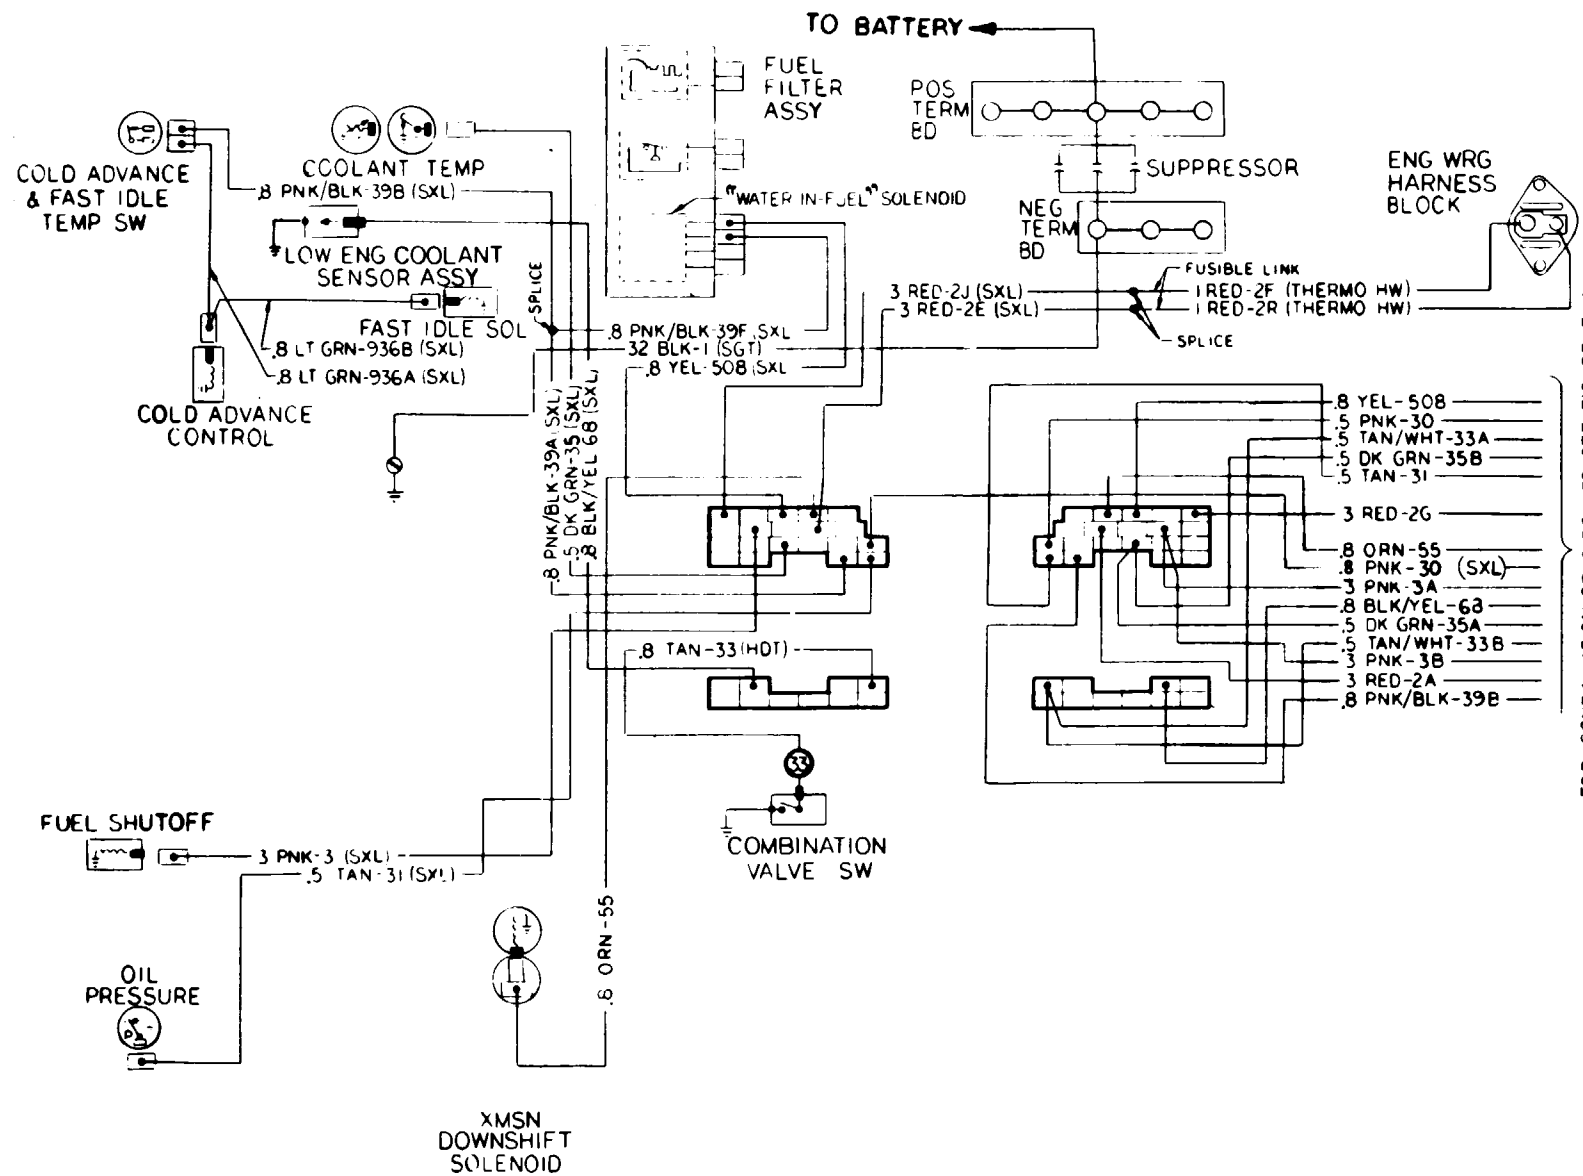 TO BATTERY
FUEL
FILTER
ASSY
POS
TERM
BD
SUPPRESSOR
ENG WRG
HARNESS
BLOCK
COLD ADVANCE
& FAST IDLE
TEMP SW
COOLANT TEMP
.8 PNK/BLK-39B (SXL)
"WATER IN-FUEL" SOLENOID
NEG
TERM
BD
LOW ENG COOLANT
SENSOR ASSY
SPLICE
FUSIBLE LINK
3 RED-2J (SXL)
1 RED-2F (THERMO HW)
3 RED-2E (SXL)
1 RED-2R (THERMO HW)
SPLICE
FAST IDLE SOL
.8 PNK/BLK-39F (SXL
32 BLK-1 (SGT)
.8 YEL-508 (SXL
.8 LT GRN-936B (SXL)
.8 LT GRN-936A (SXL)
COLD ADVANCE
CONTROL
.8 PNK/BLK-39A (SXL)
.5 DK GRN-35 (SXL)
.8 BLK/YEL 68 (SXL)
.8 YEL-508
.5 PNK-30
.5 TAN/WHT-33A
.5 DK GRN-35B
.5 TAN-31
3 RED-2G
.8 ORN-55
.8 PNK-30 (SXL)
3 PNK-3A
.8 BLK/YEL-68
.5 DK GRN-35A
.5 TAN/WHT-33B
3 PNK-3B
3 RED-2A
.8 PNK/BLK-39B
.8 TAN-33 (HDT)
33
COMBINATION
VALVE SW
FUEL SHUTOFF
3 PNK-3 (SXL)
.5 TAN-31 (SXL)
.8 ORN-55
OIL
PRESSURE
XMSN
DOWNSHIFT
SOLENOID